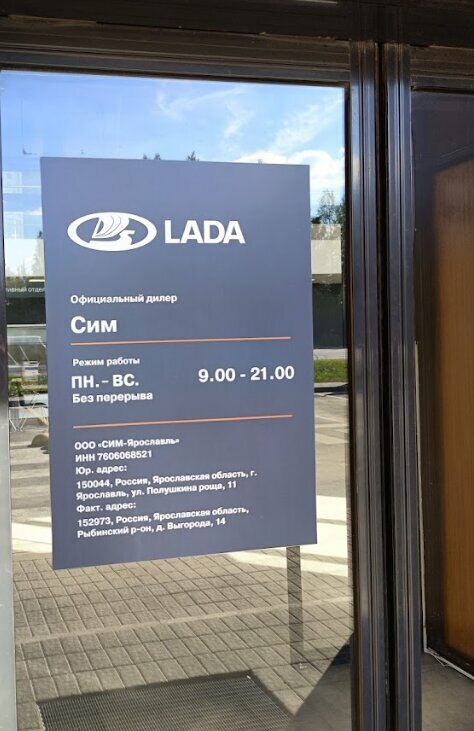 LADA
Официальный дилер
Сим
Режим работы
ПН. – ВС. 9.00 - 21.00
Без перерыва
ООО «СИМ-Ярославль»
ИНН 7606068521
Юр. адрес:
150044, Россия, Ярославская область, г.
Ярославль, ул. Полушкина роща, 11
Факт. адрес:
152973, Россия, Ярославская область,
Рыбинский р-он, д. Выгорода, 14